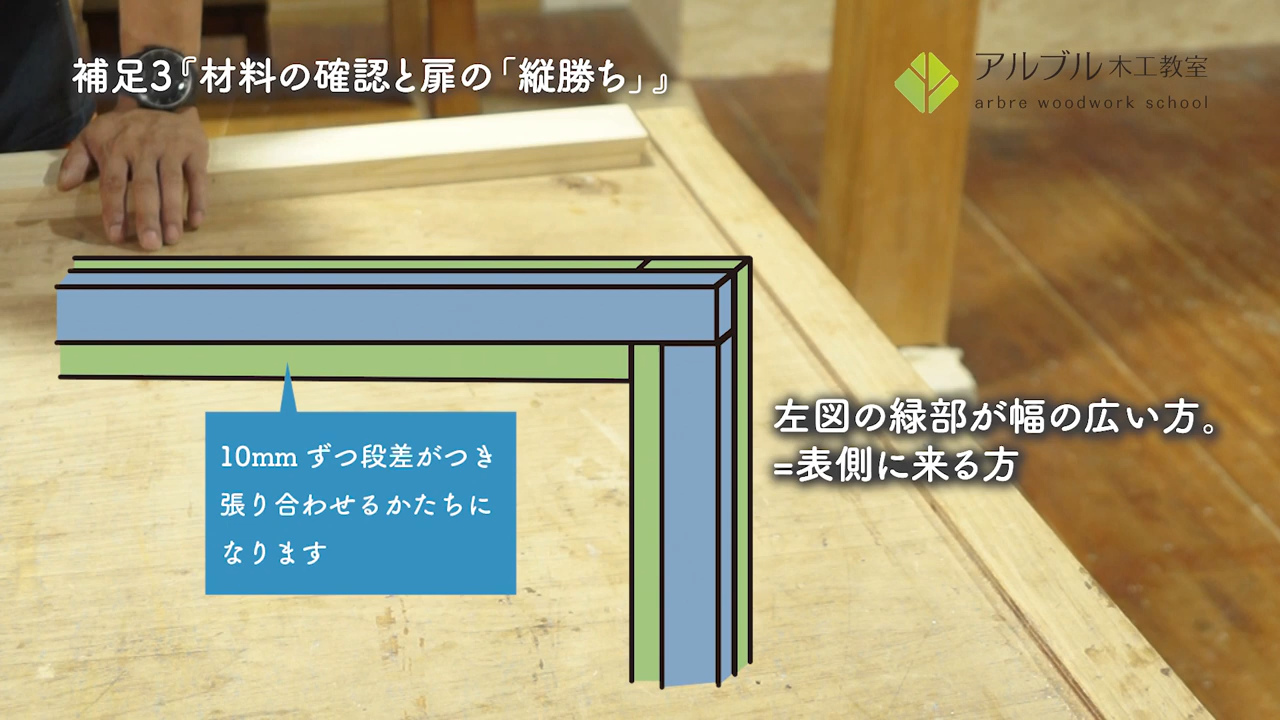 補足3『材料の確認と扉の「縦勝ち」』
アルブル木工教室
arbre woodwork school
左図の緑部が幅の広い方。
=表側に来る方
10mm ずつ段差がつき
張り合わせるかたちに
なります